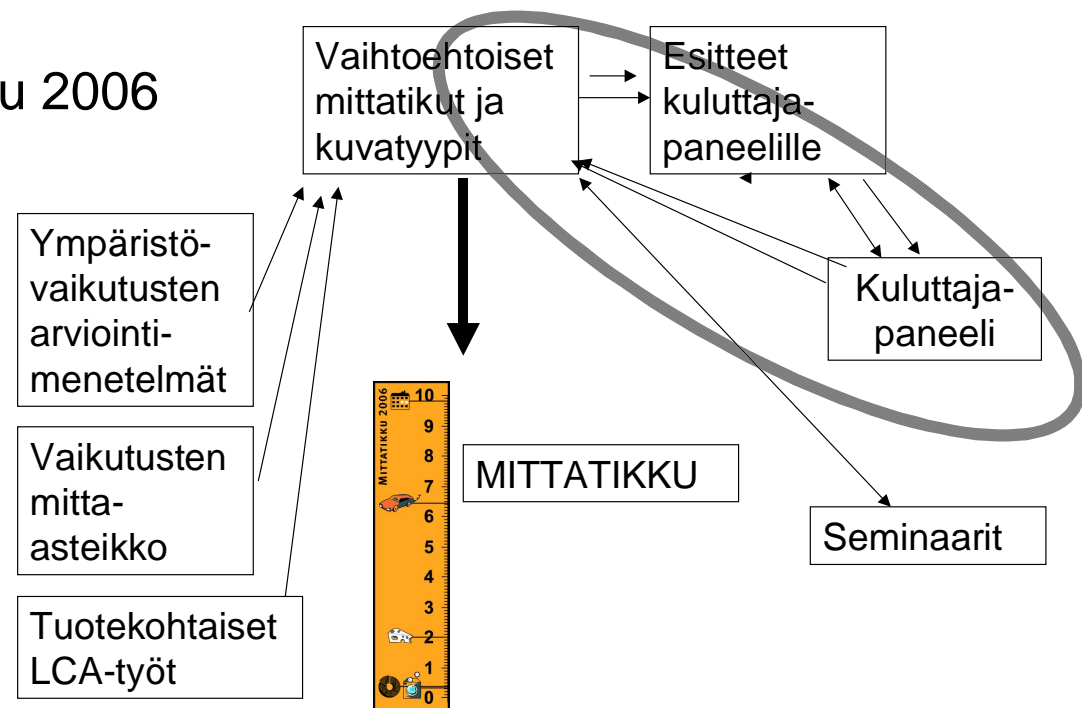 u 2006
Vaihtoehtoiset
mittatikut ja
kuvatyypit
Esitteet
kuluttaja-
paneelille
Ympäristö-
vaikutusten
arviointi-
menetelmät
Kuluttaja-
paneeli
Vaikutusten
mitta-
asteikko
MITTATIKKU
Seminaarit
Tuotekohtaiset
LCA-työt
MITTATIKKU 2006
10
9
8
7
6
5
4
3
2
1
0